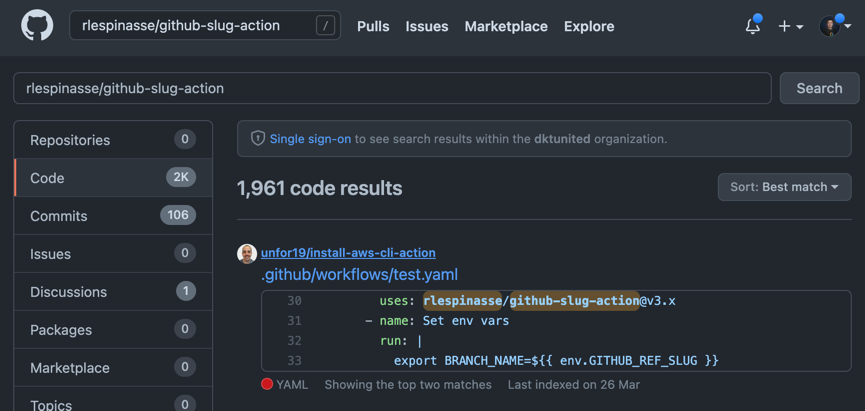 rlespinasse/github-slug-action /
Pulls Issues Marketplace Explore
rlespinasse/github-slug-action
Search
Repositories 0
Code 2K
Commits 106
Issues 0
Discussions 1
Packages 0
Marketplace 0
Topics 0
Single sign-on to see search results within the dktunited organization.
1,961 code results
Sort: Best match
unfor19/install-aws-cli-action
.github/workflows/test.yaml
30 uses: rlespinasse/github-slug-action@v3.x
31 - name: Set env vars
32 run: |
33 export BRANCH_NAME=${{ env.GITHUB_REF_SLUG }}
YAML Showing the top two matches Last indexed on 26 Mar